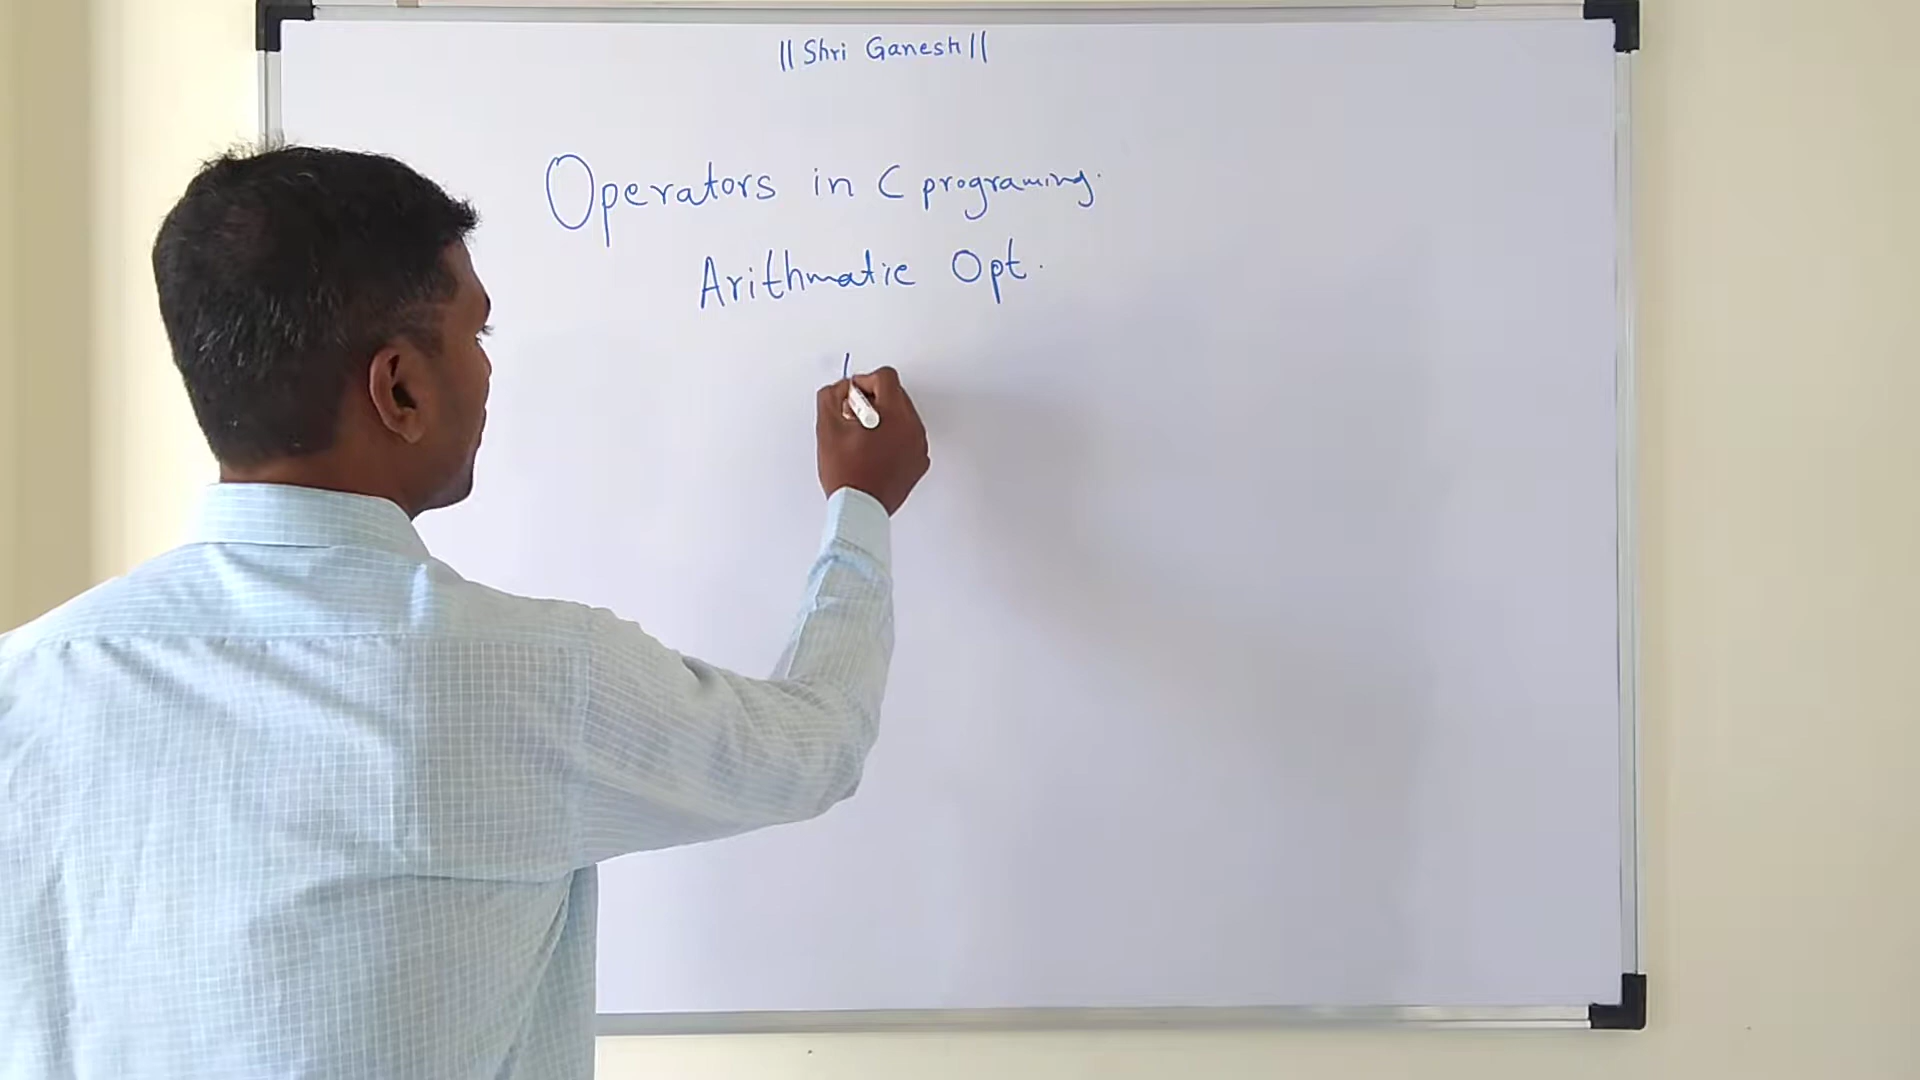 || Shri Ganesh ||
Operators in C programing.
Arithmatic Opt.